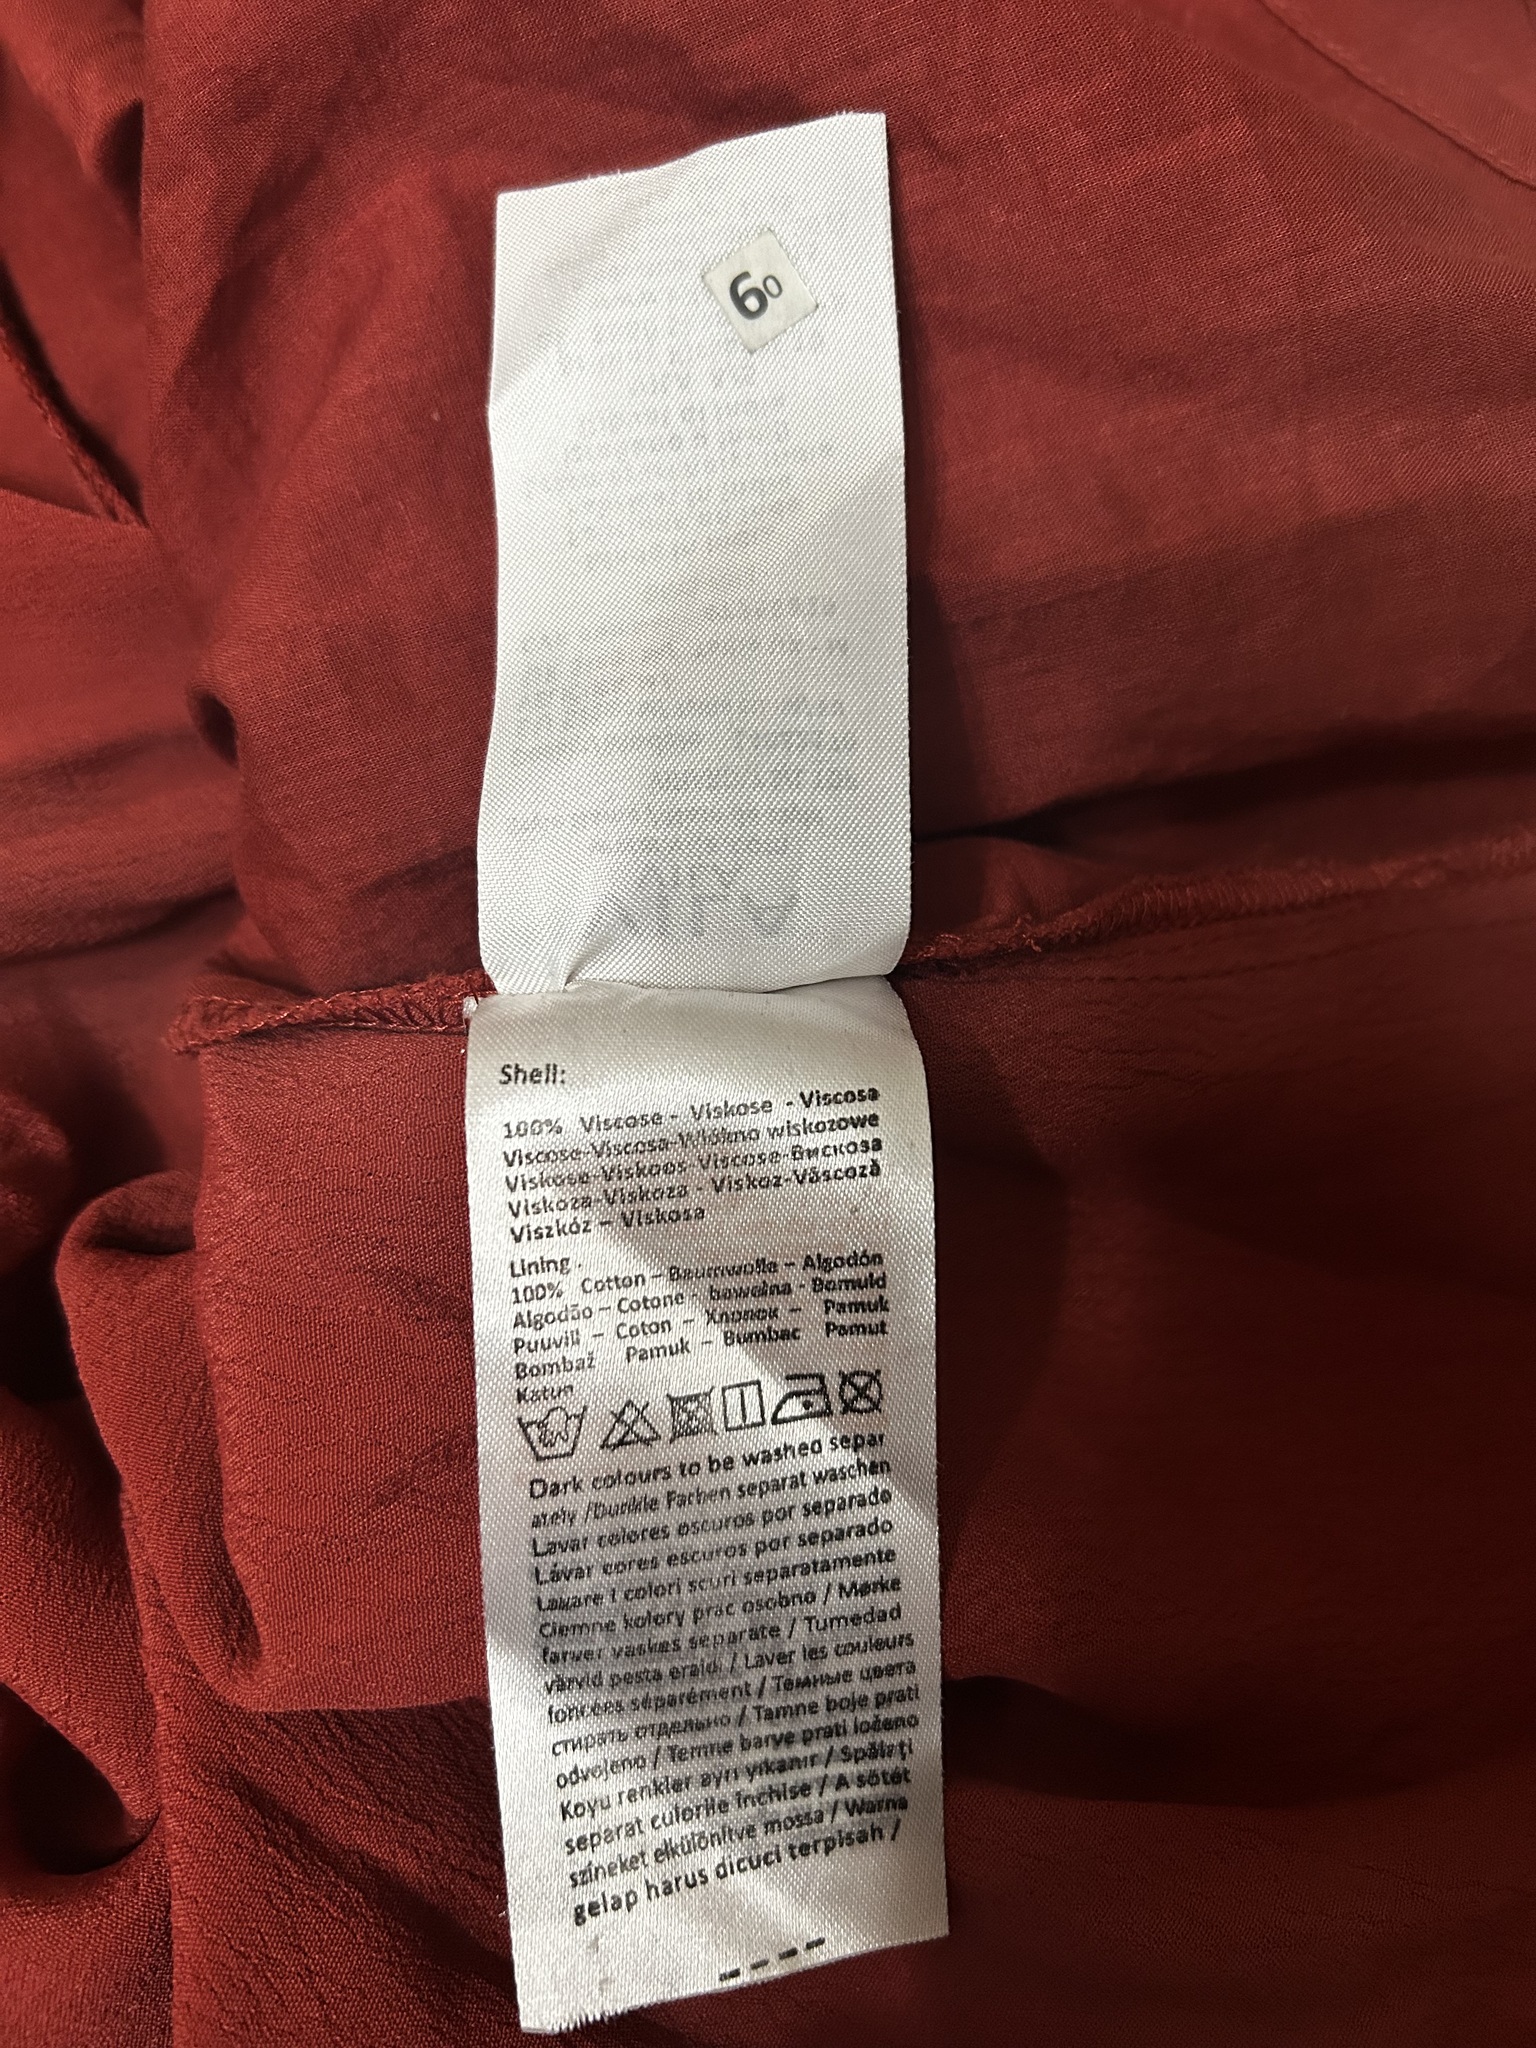 60
Shell:
100% Viscose - Viskose - Viscosa
Viscose-Viscosa-Włókno wiskozowe
Viskose-Viskoos Viscose-Вискоза
Viskoza-Viskoza - Viskoz-Vâscoză
Viszkóz - Viskosa
Lining.
100% Cotton - Baumwolle - Algodón
Algodão - Cotone - bawełna - Bomuld
Puuvill - Coton - Хлопок - Pamuk
Bombaž Pamuk - Bumbac Pamut
Katun
Dark colours to be washed separ
ately /Dunkle Farben separat waschen
Lavar colores oscuros por separado
Lávar cores escuros por separado
Lavare I colori scuri separatamente
Ciemne kolory prac osobno / Mørke
farver vaskes separate / Tumedad
värvid pesta eraldi / Laver les couleurs
foncées séparément / Темные цвета
стирать отдельно / Tamne boje prati
odvojeno / Temne barve prati ločeno
Koyu renkler ayrı yıkanır / Spălaţi
separat culorile închise / A sötét
színeket elkülönítve mossa / Warna
gelap harus dicuci terpisah /